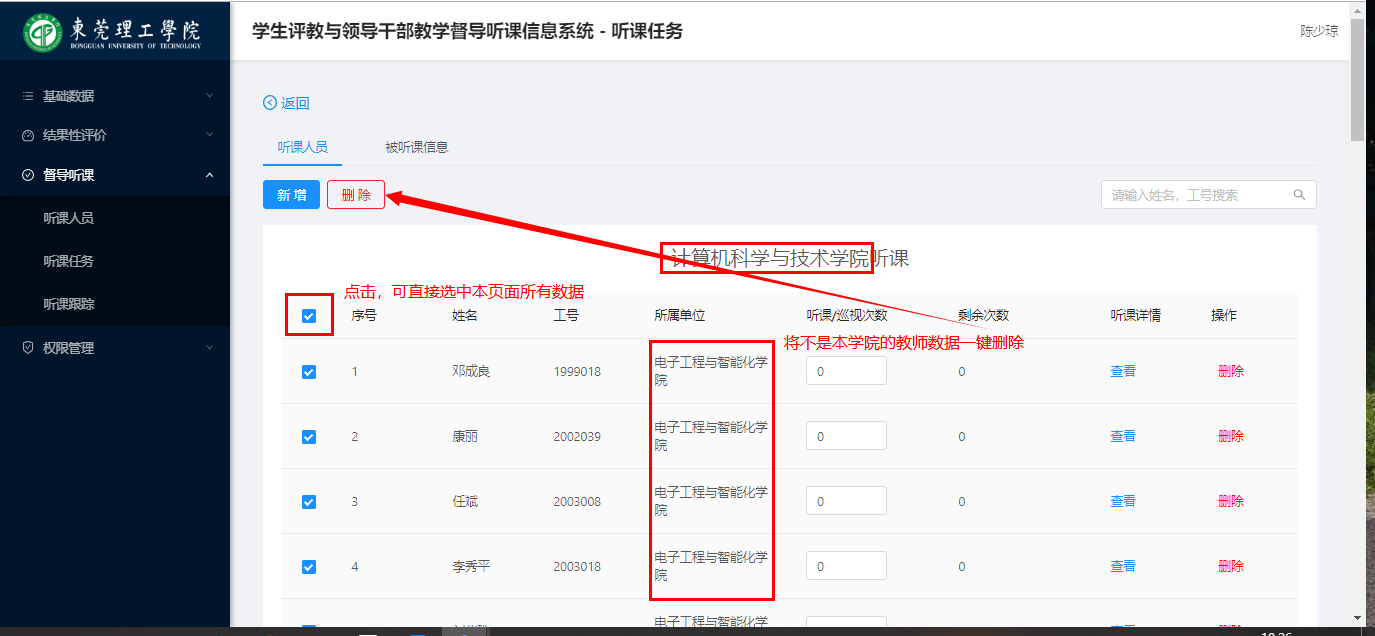 東莞理工學院
DONGGUAN UNIVERSITY OF TECHNOLOGY
学生评教与领导干部教学督导听课信息系统 - 听课任务
陈少琼
基础数据
结果性评价
督导听课
听课人员
听课任务
听课跟踪
权限管理
返回
听课人员
被听课信息
新 增
删 除
请输入姓名，工号搜索
计算机科学与技术学院听课
点击，可直接选中本页面所有数据
序号 姓名 工号 所属单位 听课/巡视次数 剩余次数 听课详情 操作
将不是本学院的教师数据一键删除
1 邓成良 1999018 电子工程与智能化学院 0 0 查看 删除
2 康丽 2002039 电子工程与智能化学院 0 0 查看 删除
3 任斌 2003008 电子工程与智能化学院 0 0 查看 删除
4 李秀平 2003018 电子工程与智能化学院 0 0 查看 删除
电子工程与智能化学